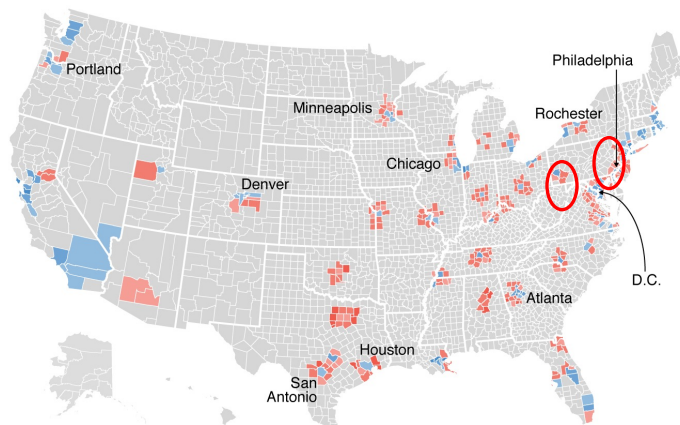 Philadelphia
Portland
Minneapolis
Rochester
Chicago
Denver
D.C.
Atlanta
Houston
San
Antonio